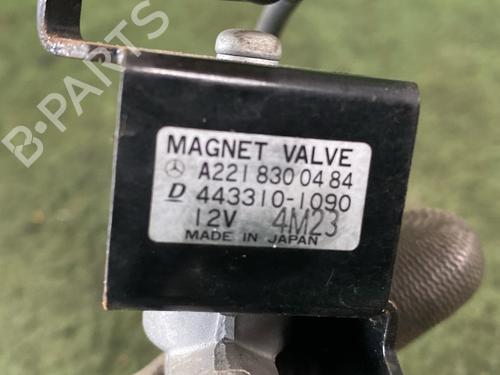 B-PARTS
MAGNET VALVE
A221 830 04 84
D 443310-1090
12V 4M23
MADE IN JAPAN